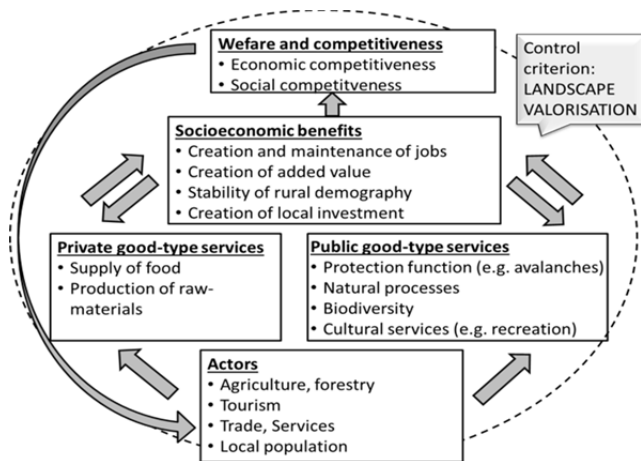 Wefare and competitiveness
• Economic competitiveness
• Social competitveness
Control
criterion:
LANDSCAPE
VALORISATION
Socioeconomic benefits
• Creation and maintenance of jobs
• Creation of added value
• Stability of rural demography
• Creation of local investment
Private good-type services
• Supply of food
• Production of raw-
materials
Public good-type services
• Protection function (e.g. avalanches)
• Natural processes
• Biodiversity
• Cultural services (e.g. recreation)
Actors
• Agriculture, forestry
• Tourism
• Trade, Services
• Local population